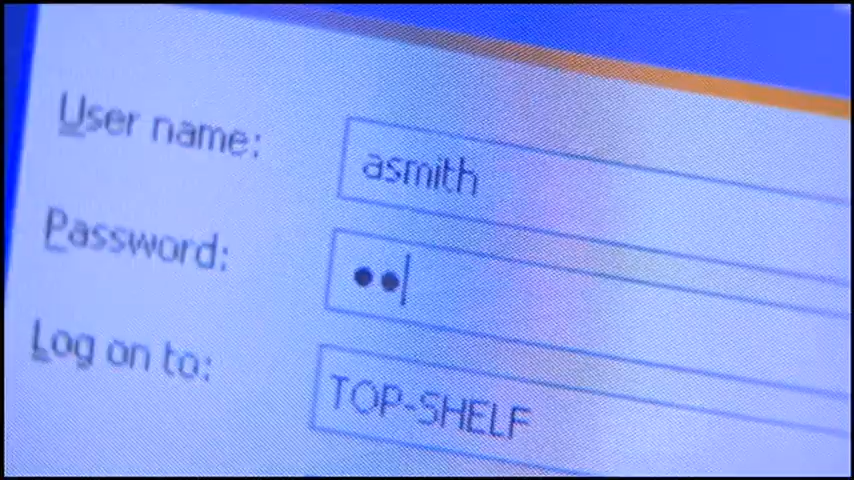 User name: asmith
Password: ●●
Log on to: TOP-SHELF